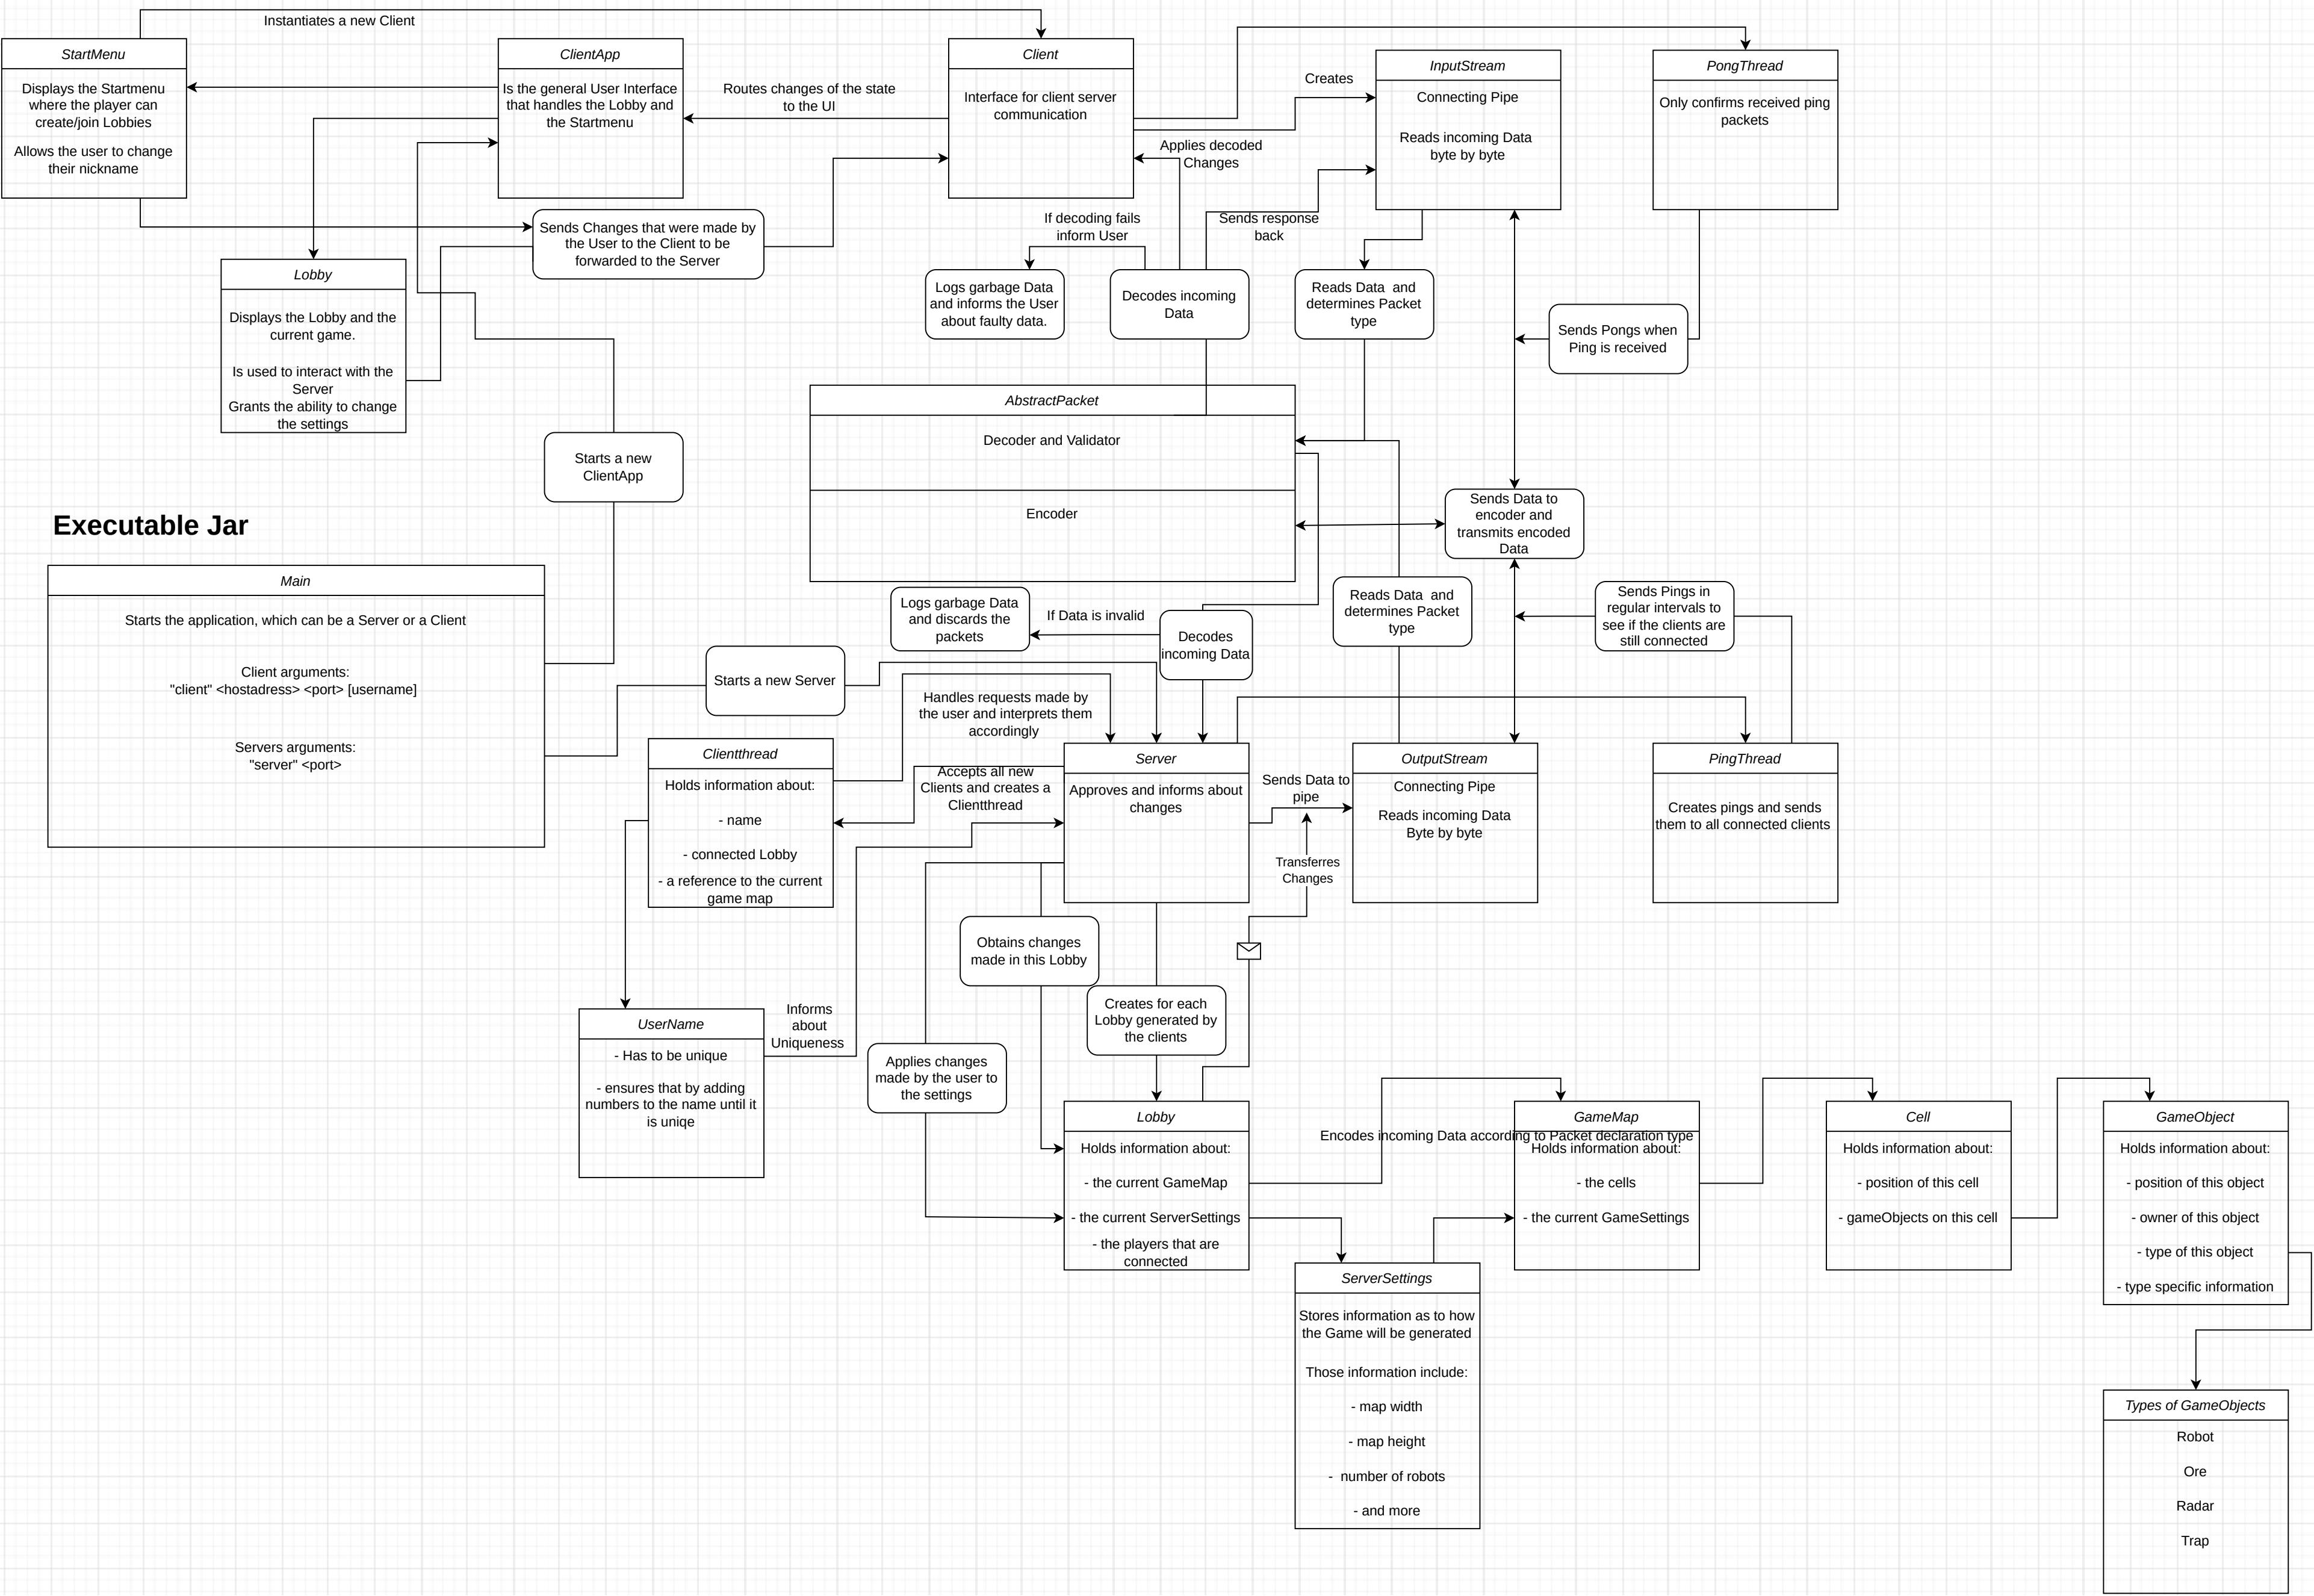 Instantiates a new Client
StartMenu
Displays the Startmenu
where the player can
create/join Lobbies
Allows the user to change
their nickname
ClientApp
Is the general User Interface
that handles the Lobby and
the Startmenu
Routes changes of the state
to the UI
Client
Interface for client server
communication
Creates
InputStream
Connecting Pipe
Reads incoming Data
byte by byte
PongThread
Only confirms received ping
packets
Applies decoded
Changes
Sends Changes that were made by
the User to the Client to be
forwarded to the Server
If decoding fails
inform User
Sends response
back
Lobby
Displays the Lobby and the
current game.
Is used to interact with the
Server
Grants the ability to change
the settings
Logs garbage Data
and informs the User
about faulty data.
Decodes incoming
Data
Reads Data  and
determines Packet
type
Sends Pongs when
Ping is received
AbstractPacket
Decoder and Validator
Encoder
Starts a new
ClientApp
Sends Data to
encoder and
transmits encoded
Data
Executable Jar
Main
Starts the application, which can be a Server or a Client
Client arguments:
"client" <hostadress> <port> [username]
Servers arguments:
"server" <port>
Logs garbage Data
and discards the
packets
If Data is invalid
Decodes
incoming Data
Reads Data  and
determines Packet
type
Sends Pings in
regular intervals to
see if the clients are
still connected
Starts a new Server
Handles requests made by
the user and interprets them
accordingly
Clientthread
Holds information about:
- name
- connected Lobby
- a reference to the current
game map
Accepts all new
Clients and creates a
Clientthread
Server
Approves and informs about
changes
Sends Data to
pipe
OutputStream
Connecting Pipe
Reads incoming Data
Byte by byte
PingThread
Creates pings and sends
them to all connected clients
Transferres
Changes
Obtains changes
made in this Lobby
Creates for each
Lobby generated by
the clients
UserName
- Has to be unique
- ensures that by adding
numbers to the name until it
is uniqe
Informs
about
Uniqueness
Applies changes
made by the user to
the settings
Lobby
Holds information about:
- the current GameMap
- the current ServerSettings
- the players that are
connected
Encodes incoming Data according to Packet declaration type
GameMap
Holds information about:
- the cells
- the current GameSettings
Cell
Holds information about:
- position of this cell
- gameObjects on this cell
GameObject
Holds information about:
- position of this object
- owner of this object
- type of this object
- type specific information
ServerSettings
Stores information as to how
the Game will be generated
Those information include:
- map width
- map height
-  number of robots
- and more
Types of GameObjects
Robot
Ore
Radar
Trap